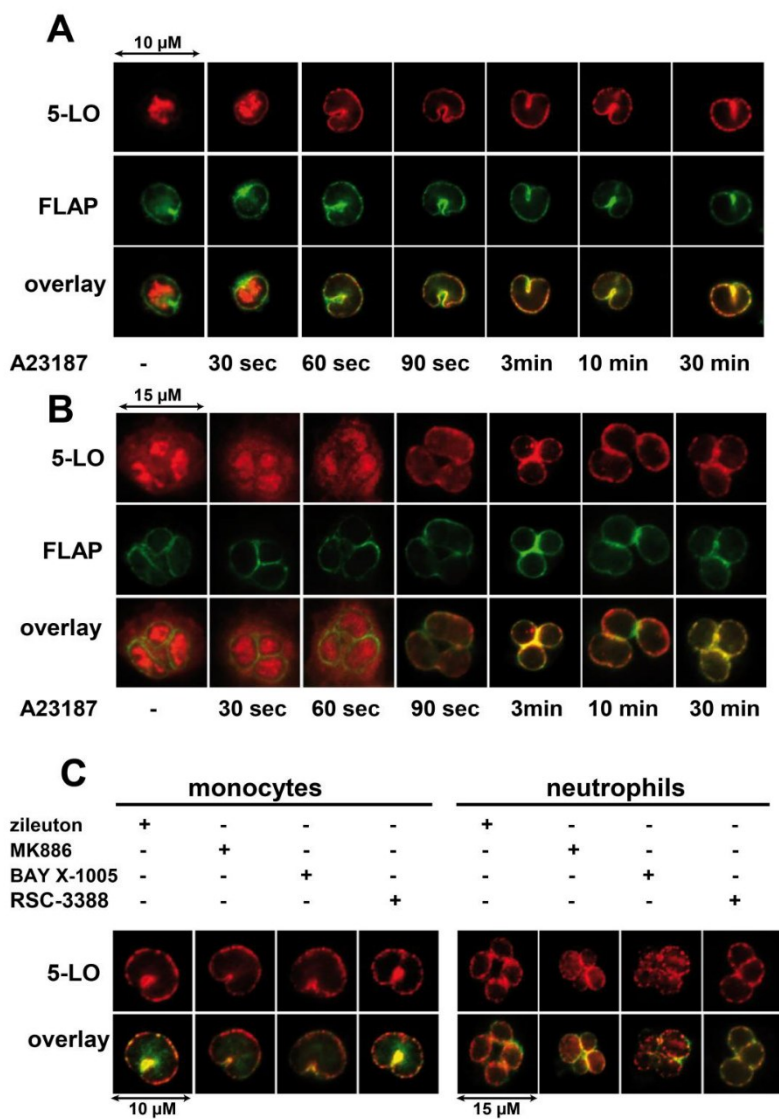 A
10 µM
5-LO
FLAP
overlay
A23187 - 30 sec 60 sec 90 sec 3min 10 min 30 min
B
15 µM
5-LO
FLAP
overlay
A23187 - 30 sec 60 sec 90 sec 3min 10 min 30 min
C
monocytes neutrophils
zileuton + - - - + - - -
MK886 - + - - - + - -
BAY X-1005 - - + - - - + -
RSC-3388 - - - + - - - +
5-LO
overlay
10 µM 15 µM